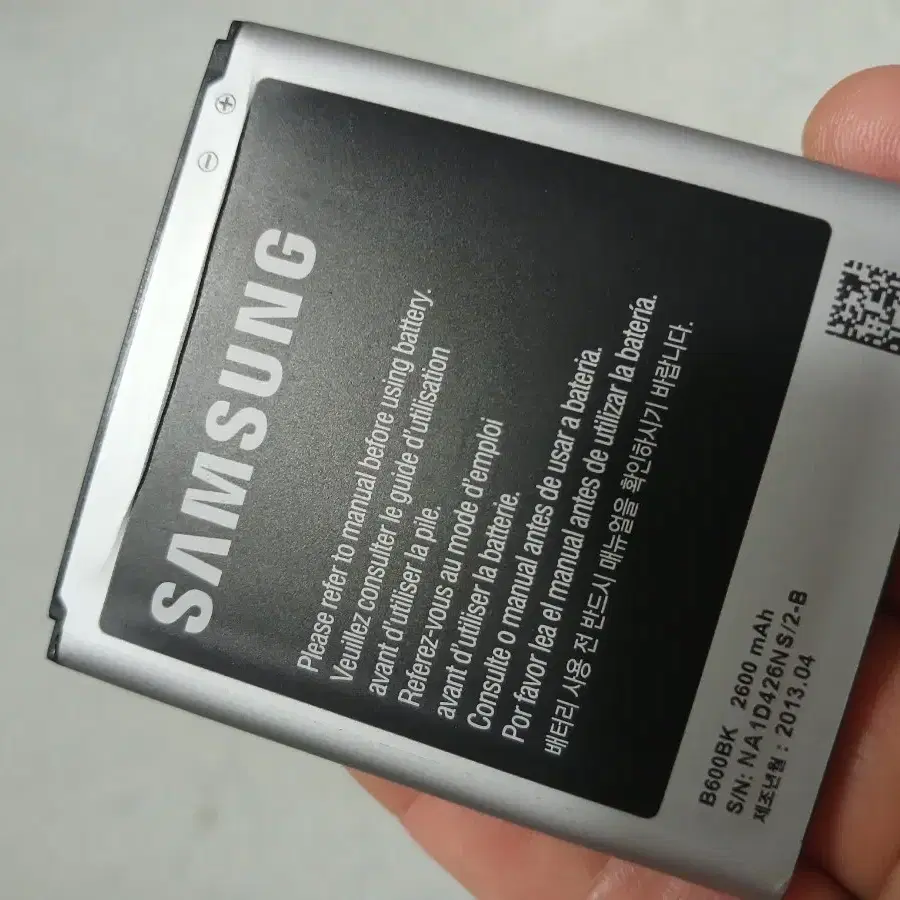 SAMSUNG
Please refer to manual before using battery.
Veuillez consulter le guide d'utilisation
avant d'utiliser la pile.
Referez-vous au mode d'emploi
avant d'utiliser la batterie.
Consulte o manual antes de usar a bateria.
Por favor lea el manual antes de utilizar la batería.
배터리 사용 전 반드시 매뉴얼을 확인하시기 바랍니다.
B600BK 2600 mAh
S/N: NA1D426NS/2-B
제조년월 : 2013.04